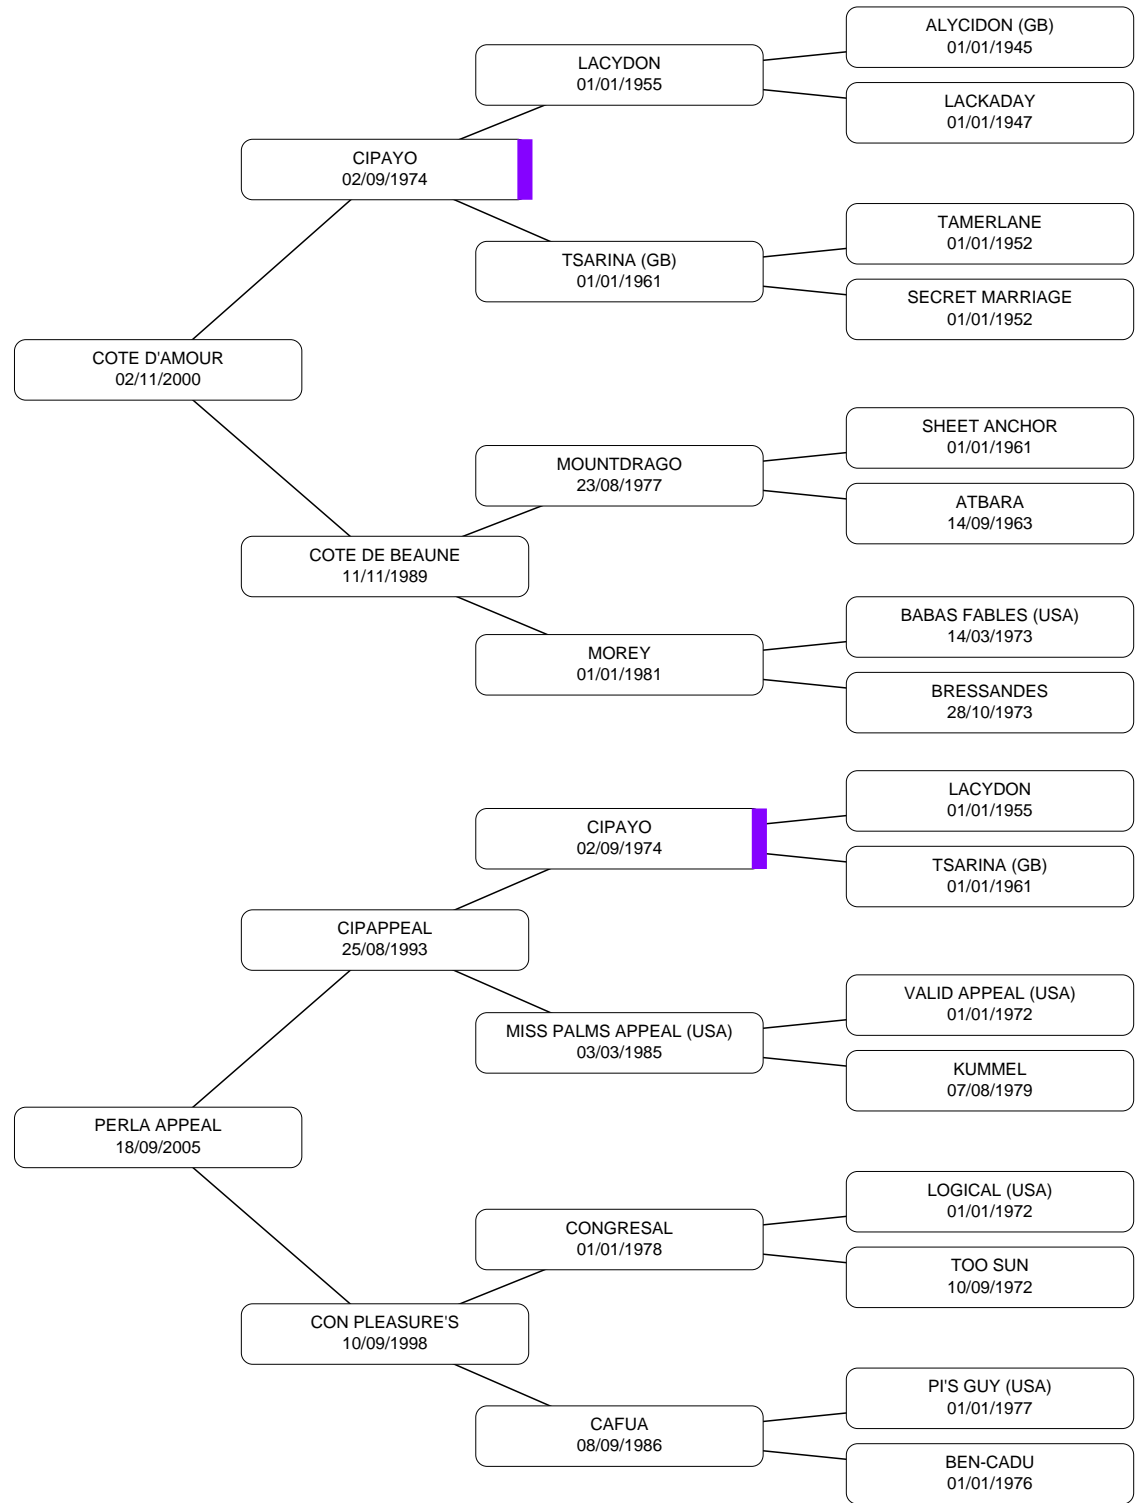 ALYCIDON (GB)
01/01/1945
LACYDON
01/01/1955
LACKADAY
01/01/1947
CIPAYO
02/09/1974
TAMERLANE
01/01/1952
TSARINA (GB)
01/01/1961
SECRET MARRIAGE
01/01/1952
COTE D'AMOUR
02/11/2000
SHEET ANCHOR
01/01/1961
MOUNTDRAGO
23/08/1977
ATBARA
14/09/1963
COTE DE BEAUNE
11/11/1989
BABAS FABLES (USA)
14/03/1973
MOREY
01/01/1981
BRESSANDES
28/10/1973
LACYDON
01/01/1955
CIPAYO
02/09/1974
TSARINA (GB)
01/01/1961
CIPAPPEAL
25/08/1993
VALID APPEAL (USA)
01/01/1972
MISS PALMS APPEAL (USA)
03/03/1985
KUMMEL
07/08/1979
PERLA APPEAL
18/09/2005
LOGICAL (USA)
01/01/1972
CONGRESAL
01/01/1978
TOO SUN
10/09/1972
CON PLEASURE'S
10/09/1998
PI'S GUY (USA)
01/01/1977
CAFUA
08/09/1986
BEN-CADU
01/01/1976